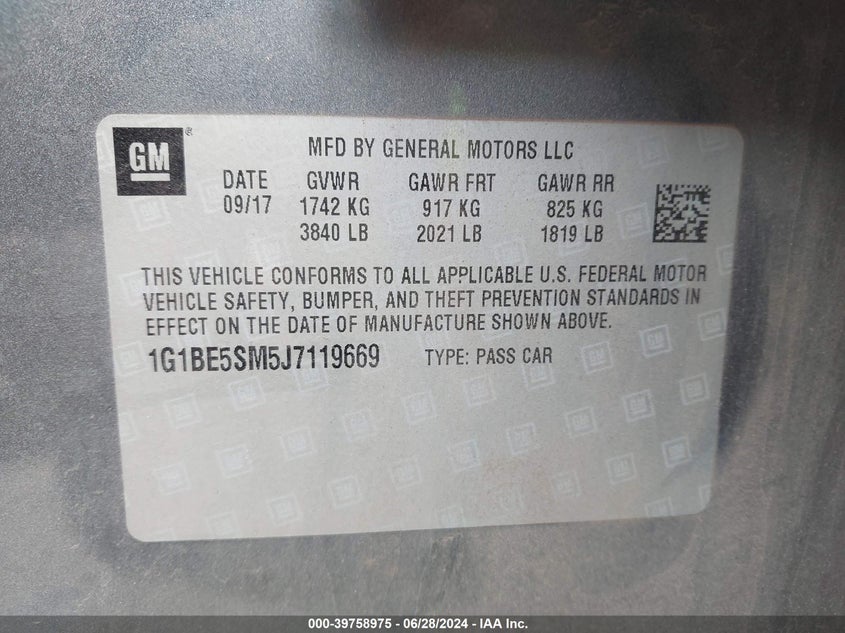 GM®
MFD BY GENERAL MOTORS LLC
DATE GVWR GAWR FRT GAWR RR
09/17 1742 KG 917 KG 825 KG
3840 LB 2021 LB 1819 LB
THIS VEHICLE CONFORMS TO ALL APPLICABLE U.S. FEDERAL MOTOR
VEHICLE SAFETY, BUMPER, AND THEFT PREVENTION STANDARDS IN
EFFECT ON THE DATE OF MANUFACTURE SHOWN ABOVE.
1G1BE5SM5J7119669 TYPE: PASS CAR
000-39758975 / 06/28/2024 - IAA Inc.